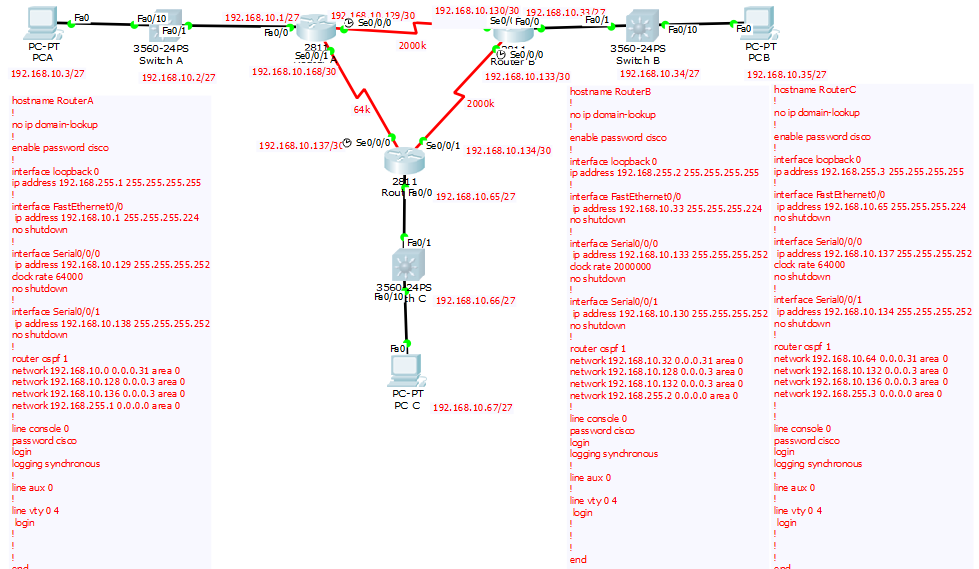 192.168.10.1/27
192.168.10.130/30
Fa0
Fa0/10
Fa0/1
Fa0/0
Se0/0/0
2000k
Fa0/0
Fa0/1
Fa0/10
Fa0
PC-PT
PCA
3560-24PS
Switch A
Se0/0/1
Se0/0/0
3560-24PS
Switch B
PC-PT
PCB
192.168.10.3/27
192.168.10.2/27
192.168.10.168/30
192.168.10.133/30
192.168.10.34/27
192.168.10.35/27
64k
2000k
192.168.10.137/30
Se0/0/0
Se0/0/1
192.168.10.134/30
2811
Fa0/0
192.168.10.65/27
Fa0/1
3560-24PS
Fa0/10
192.168.10.66/27
Fa0
PC-PT
PC C
192.168.10.67/27
hostname RouterA
!
no ip domain-lookup
!
enable password cisco
!
interface loopback 0
ip address 192.168.255.1 255.255.255.255
!
interface FastEthernet0/0
ip address 192.168.10.1 255.255.255.224
no shutdown
!
interface Serial0/0/0
ip address 192.168.10.129 255.255.255.252
clock rate 64000
no shutdown
!
interface Serial0/0/1
ip address 192.168.10.138 255.255.255.252
no shutdown
!
router ospf 1
network 192.168.10.0 0.0.0.31 area 0
network 192.168.10.128 0.0.0.3 area 0
network 192.168.10.136 0.0.0.3 area 0
network 192.168.255.1 0.0.0.0 area 0
!
line console 0
password cisco
login
logging synchronous
!
line aux 0
!
line vty 0 4
login
!
!
!
end
hostname RouterB
!
no ip domain-lookup
!
enable password cisco
!
interface loopback 0
ip address 192.168.255.2 255.255.255.255
!
interface FastEthernet0/0
ip address 192.168.10.33 255.255.255.224
no shutdown
!
interface Serial0/0/0
ip address 192.168.10.133 255.255.255.252
clock rate 2000000
no shutdown
!
interface Serial0/0/1
ip address 192.168.10.130 255.255.255.252
no shutdown
!
router ospf 1
network 192.168.10.32 0.0.0.31 area 0
network 192.168.10.128 0.0.0.3 area 0
network 192.168.10.132 0.0.0.3 area 0
network 192.168.255.2 0.0.0.0 area 0
!
line console 0
password cisco
login
logging synchronous
!
line aux 0
!
line vty 0 4
login
!
!
end
hostname RouterC
!
no ip domain-lookup
!
enable password cisco
!
interface loopback 0
ip address 192.168.255.3 255.255.255.255
!
interface FastEthernet0/0
ip address 192.168.10.65 255.255.255.224
no shutdown
!
interface Serial0/0/0
ip address 192.168.10.137 255.255.255.252
clock rate 64000
no shutdown
!
interface Serial0/0/1
ip address 192.168.10.134 255.255.255.252
no shutdown
!
router ospf 1
network 192.168.10.64 0.0.0.31 area 0
network 192.168.10.132 0.0.0.3 area 0
network 192.168.10.136 0.0.0.3 area 0
network 192.168.255.3 0.0.0.0 area 0
!
line console 0
password cisco
login
logging synchronous
!
line aux 0
!
line vty 0 4
login
!
!
!
end